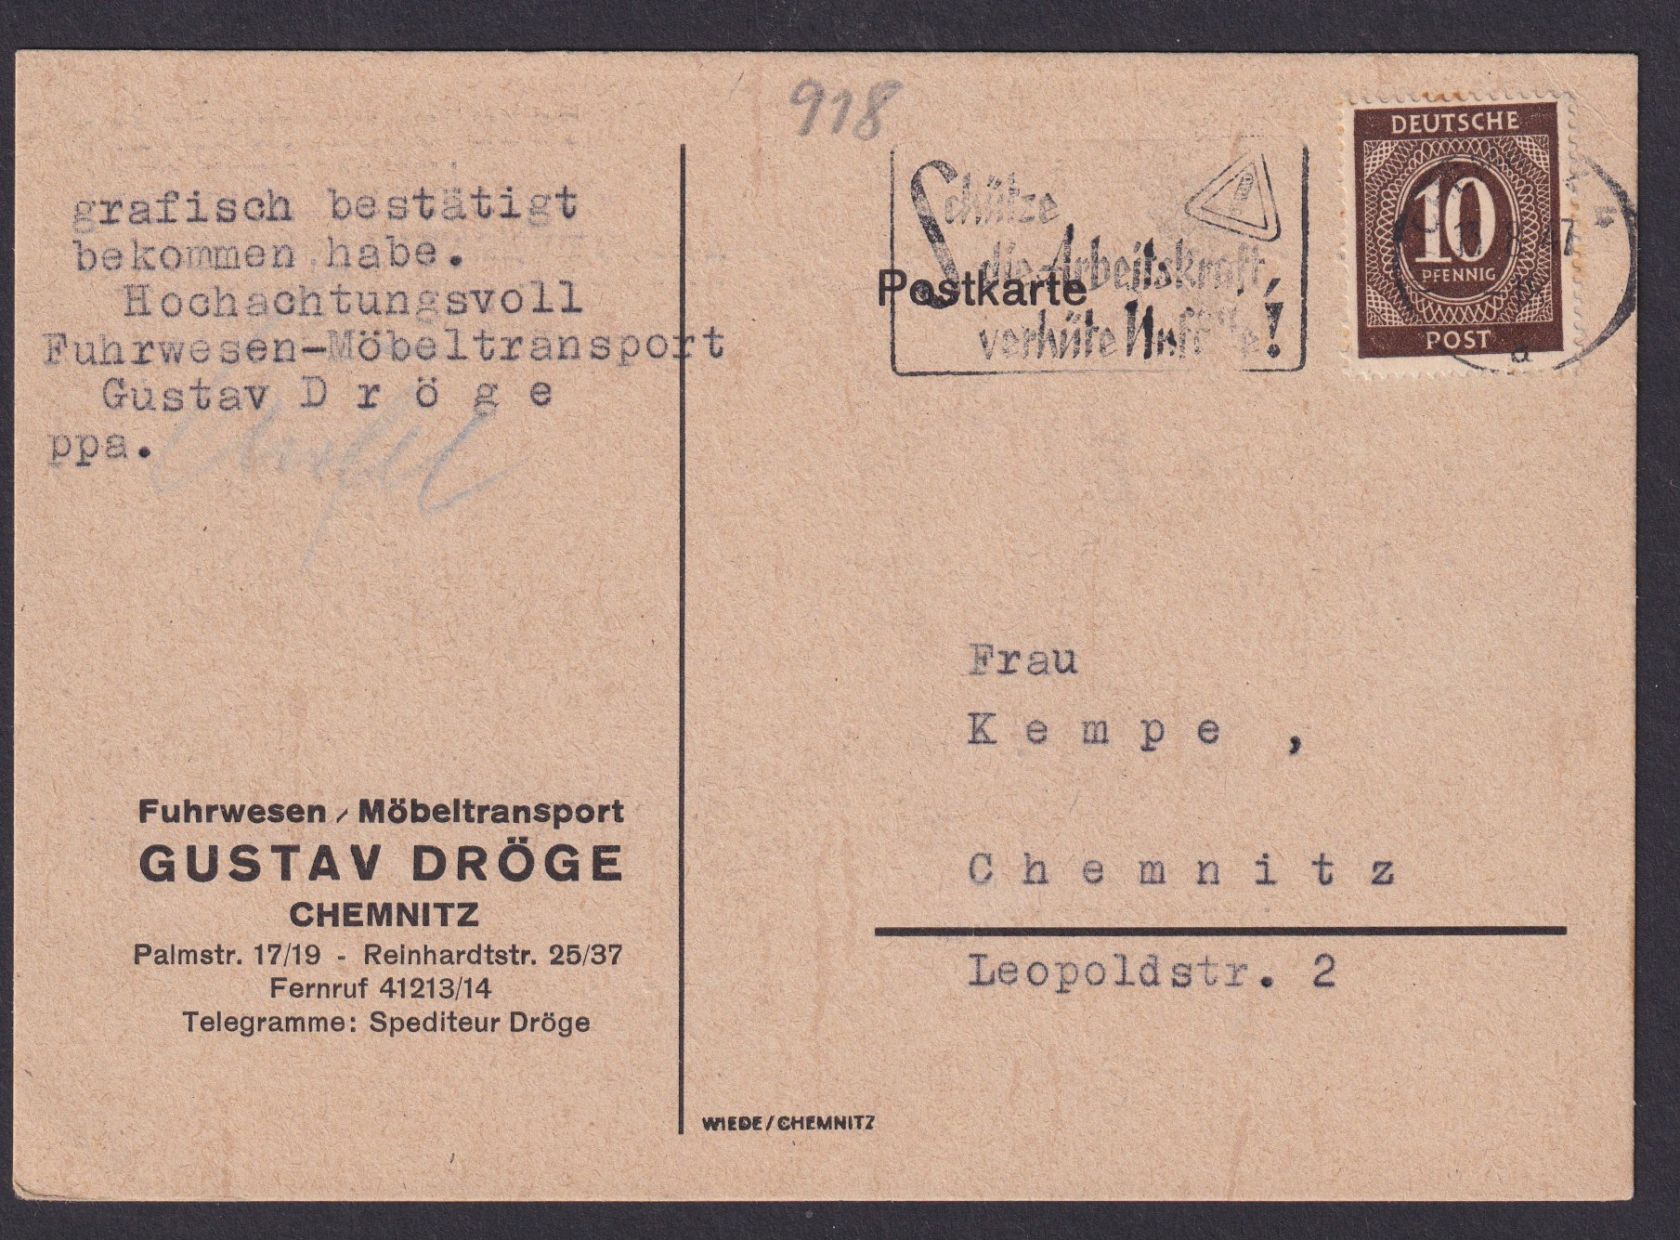 918
grafisch bestätigt
bekommen habe.
Hochachtungsvoll
Fuhrwesen-Möbeltransport
Gustav D r ö g e
ppa.
Schütze
die Arbeitskraft,
verhüte Unfälle!
Postkarte
DEUTSCHE
10
PFENNIG
POST
a
Frau
K e m p e ,
C h e m n i t z
Leopoldstr. 2
Fuhrwesen / Möbeltransport
GUSTAV DRÖGE
CHEMNITZ
Palmstr. 17/19 - Reinhardtstr. 25/37
Fernruf 41213/14
Telegramme: Spediteur Dröge
WIEDE/CHEMNITZ